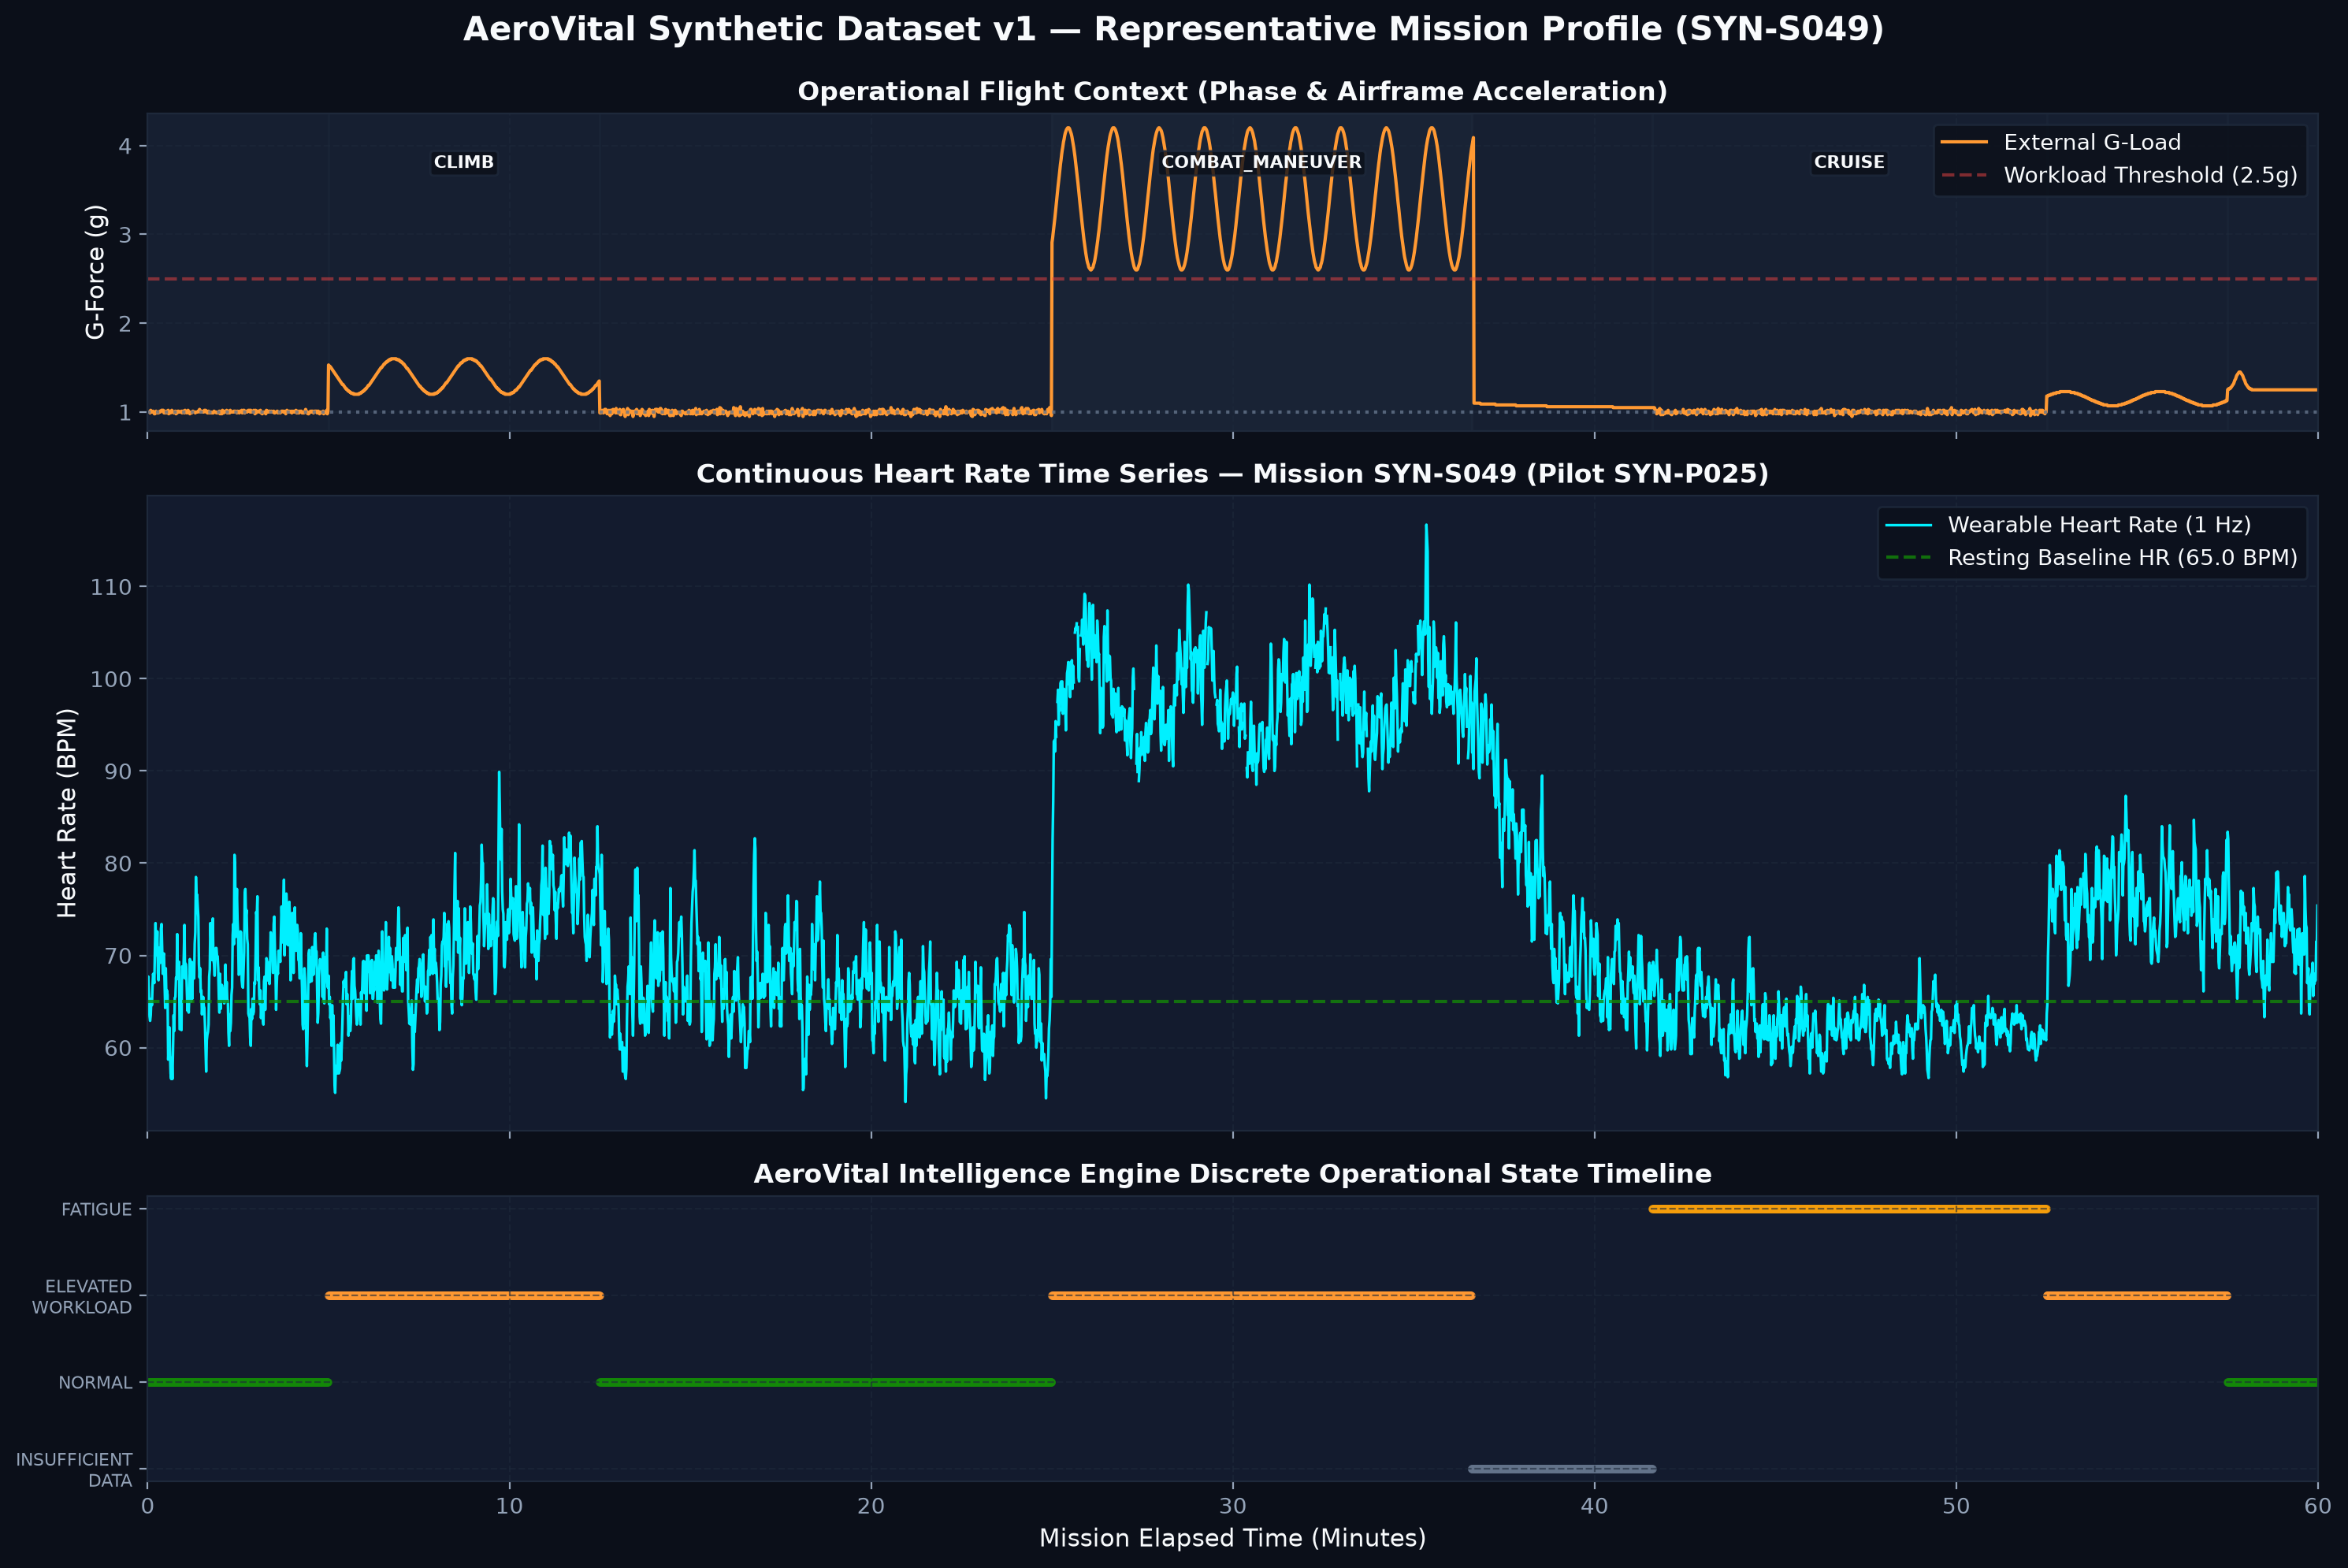 AeroVital Synthetic Dataset v1 — Representative Mission Profile (SYN-S049)
Operational Flight Context (Phase & Airframe Acceleration)
G-Force (g)
4
3
2
1
CLIMB
COMBAT_MANEUVER
CRUISE
External G-Load
Workload Threshold (2.5g)
Continuous Heart Rate Time Series — Mission SYN-S049 (Pilot SYN-P025)
Heart Rate (BPM)
110
100
90
80
70
60
Wearable Heart Rate (1 Hz)
Resting Baseline HR (65.0 BPM)
AeroVital Intelligence Engine Discrete Operational State Timeline
FATIGUE
ELEVATED
WORKLOAD
NORMAL
INSUFFICIENT
DATA
0 10 20 30 40 50 60
Mission Elapsed Time (Minutes)